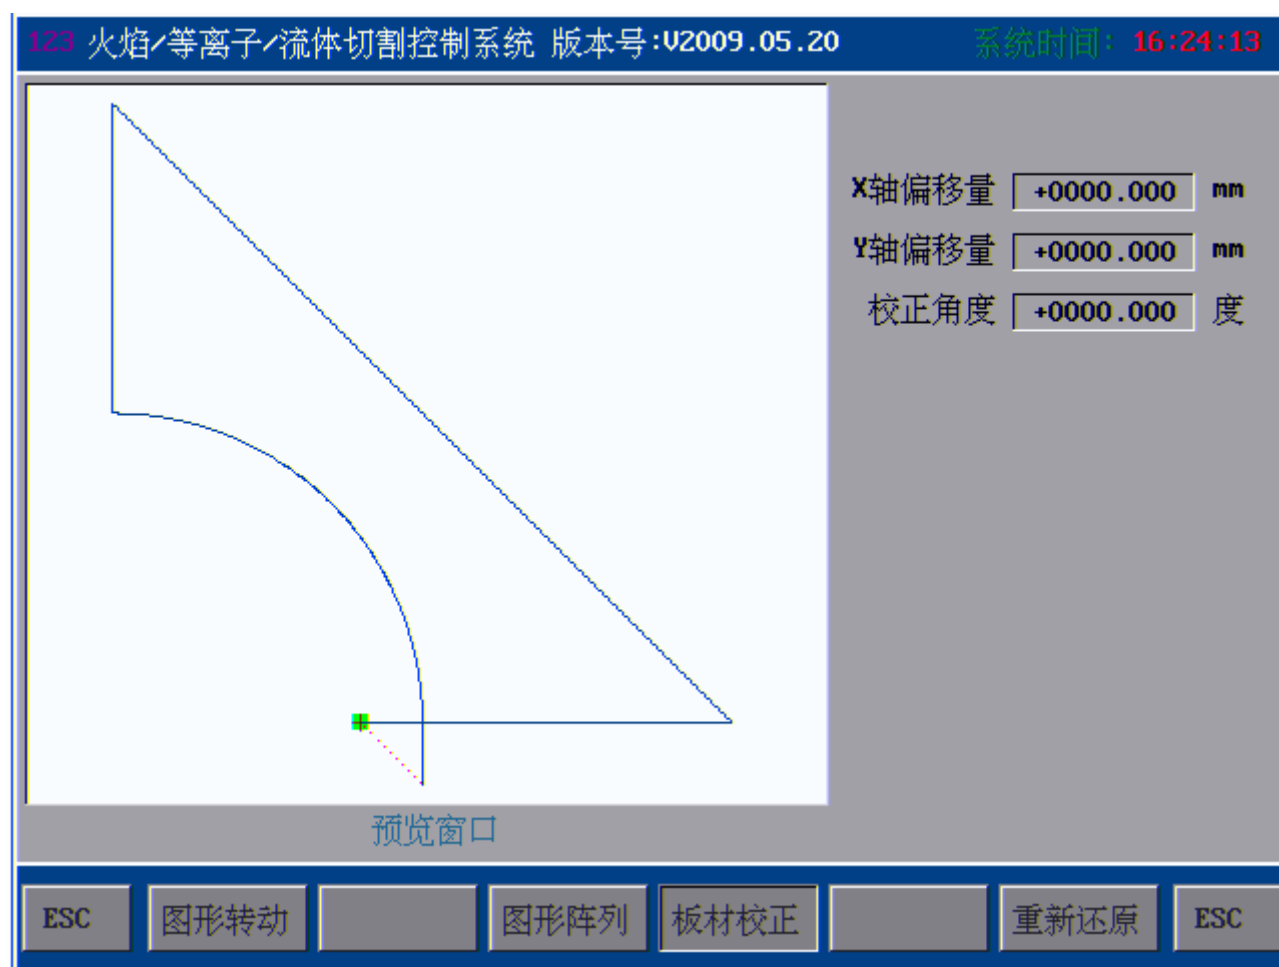 123 火焰/等离子/流体切割控制系统 版本号:V2009.05.20 系统时间: 16:24:13
X轴偏移量 +0000.000 mm
Y轴偏移量 +0000.000 mm
校正角度 +0000.000 度
预览窗口
ESC 图形转动 图形阵列 板材校正 重新还原 ESC